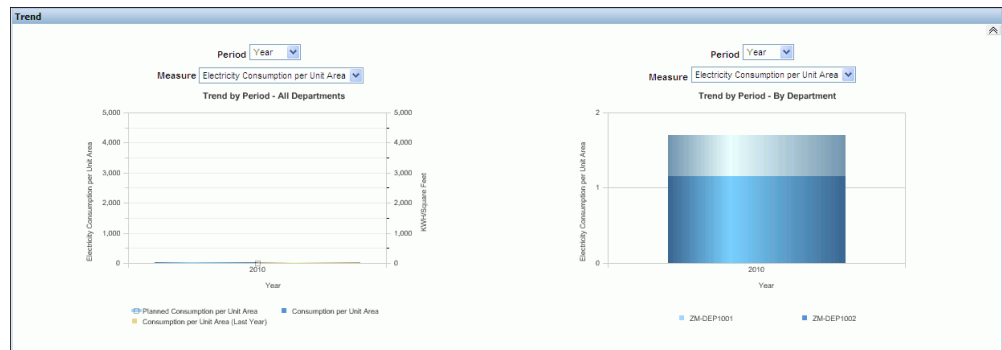 Trend
Period Year
Measure Electricity Consumption per Unit Area
Trend by Period - All Departments
Electricity Consumption per Unit Area
5,000
4,000
3,000
2,000
1,000
0
5,000
4,000
3,000
2,000
1,000
0
KWH/Square Feet
2010
Year
Planned Consumption per Unit Area
Consumption per Unit Area
Consumption per Unit Area (Last Year)
Period Year
Measure Electricity Consumption per Unit Area
Trend by Period - By Department
Electricity Consumption per Unit Area
2
1
0
2010
Year
ZM-DEP1001
ZM-DEP1002